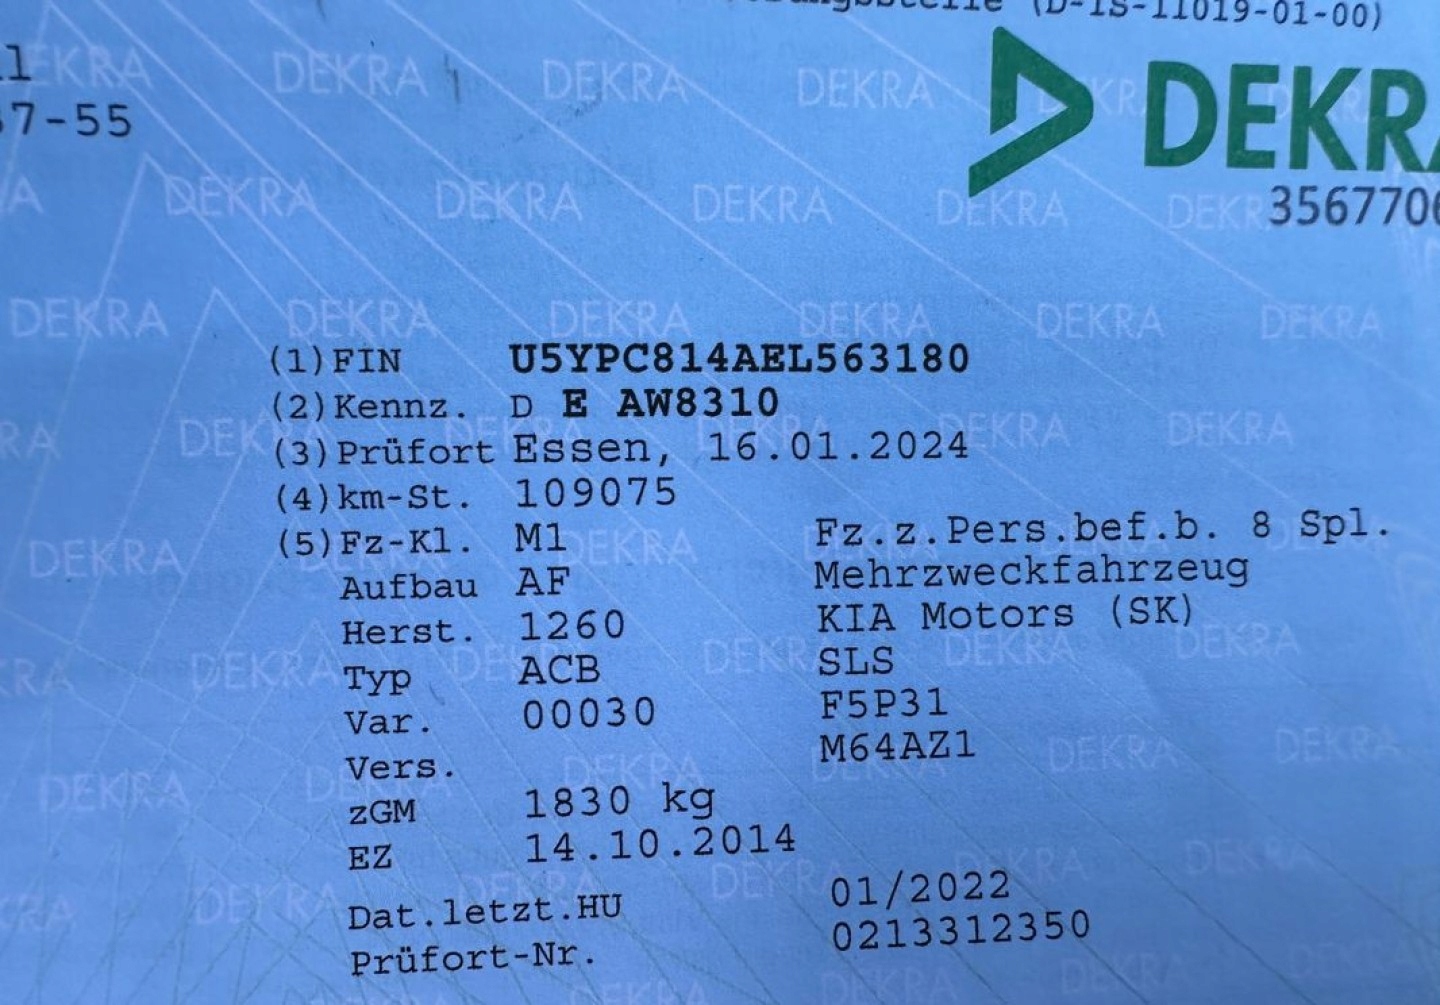 (D-IS-11019-01-00)
DEKRA
37-55
3567706
(1)FIN U5YPC814AEL563180
(2)Kennz. D E AW8310
(3)Prüfort Essen, 16.01.2024
(4)km-St. 109075
(5)Fz-Kl. M1 Fz.z.Pers.bef.b. 8 Spl.
Aufbau AF Mehrzweckfahrzeug
Herst. 1260 KIA Motors (SK)
Typ ACB SLS
Var. 00030 F5P31
Vers. M64AZ1
zGM 1830 kg
EZ 14.10.2014
Dat.letzt.HU 01/2022
Prüfort-Nr. 0213312350